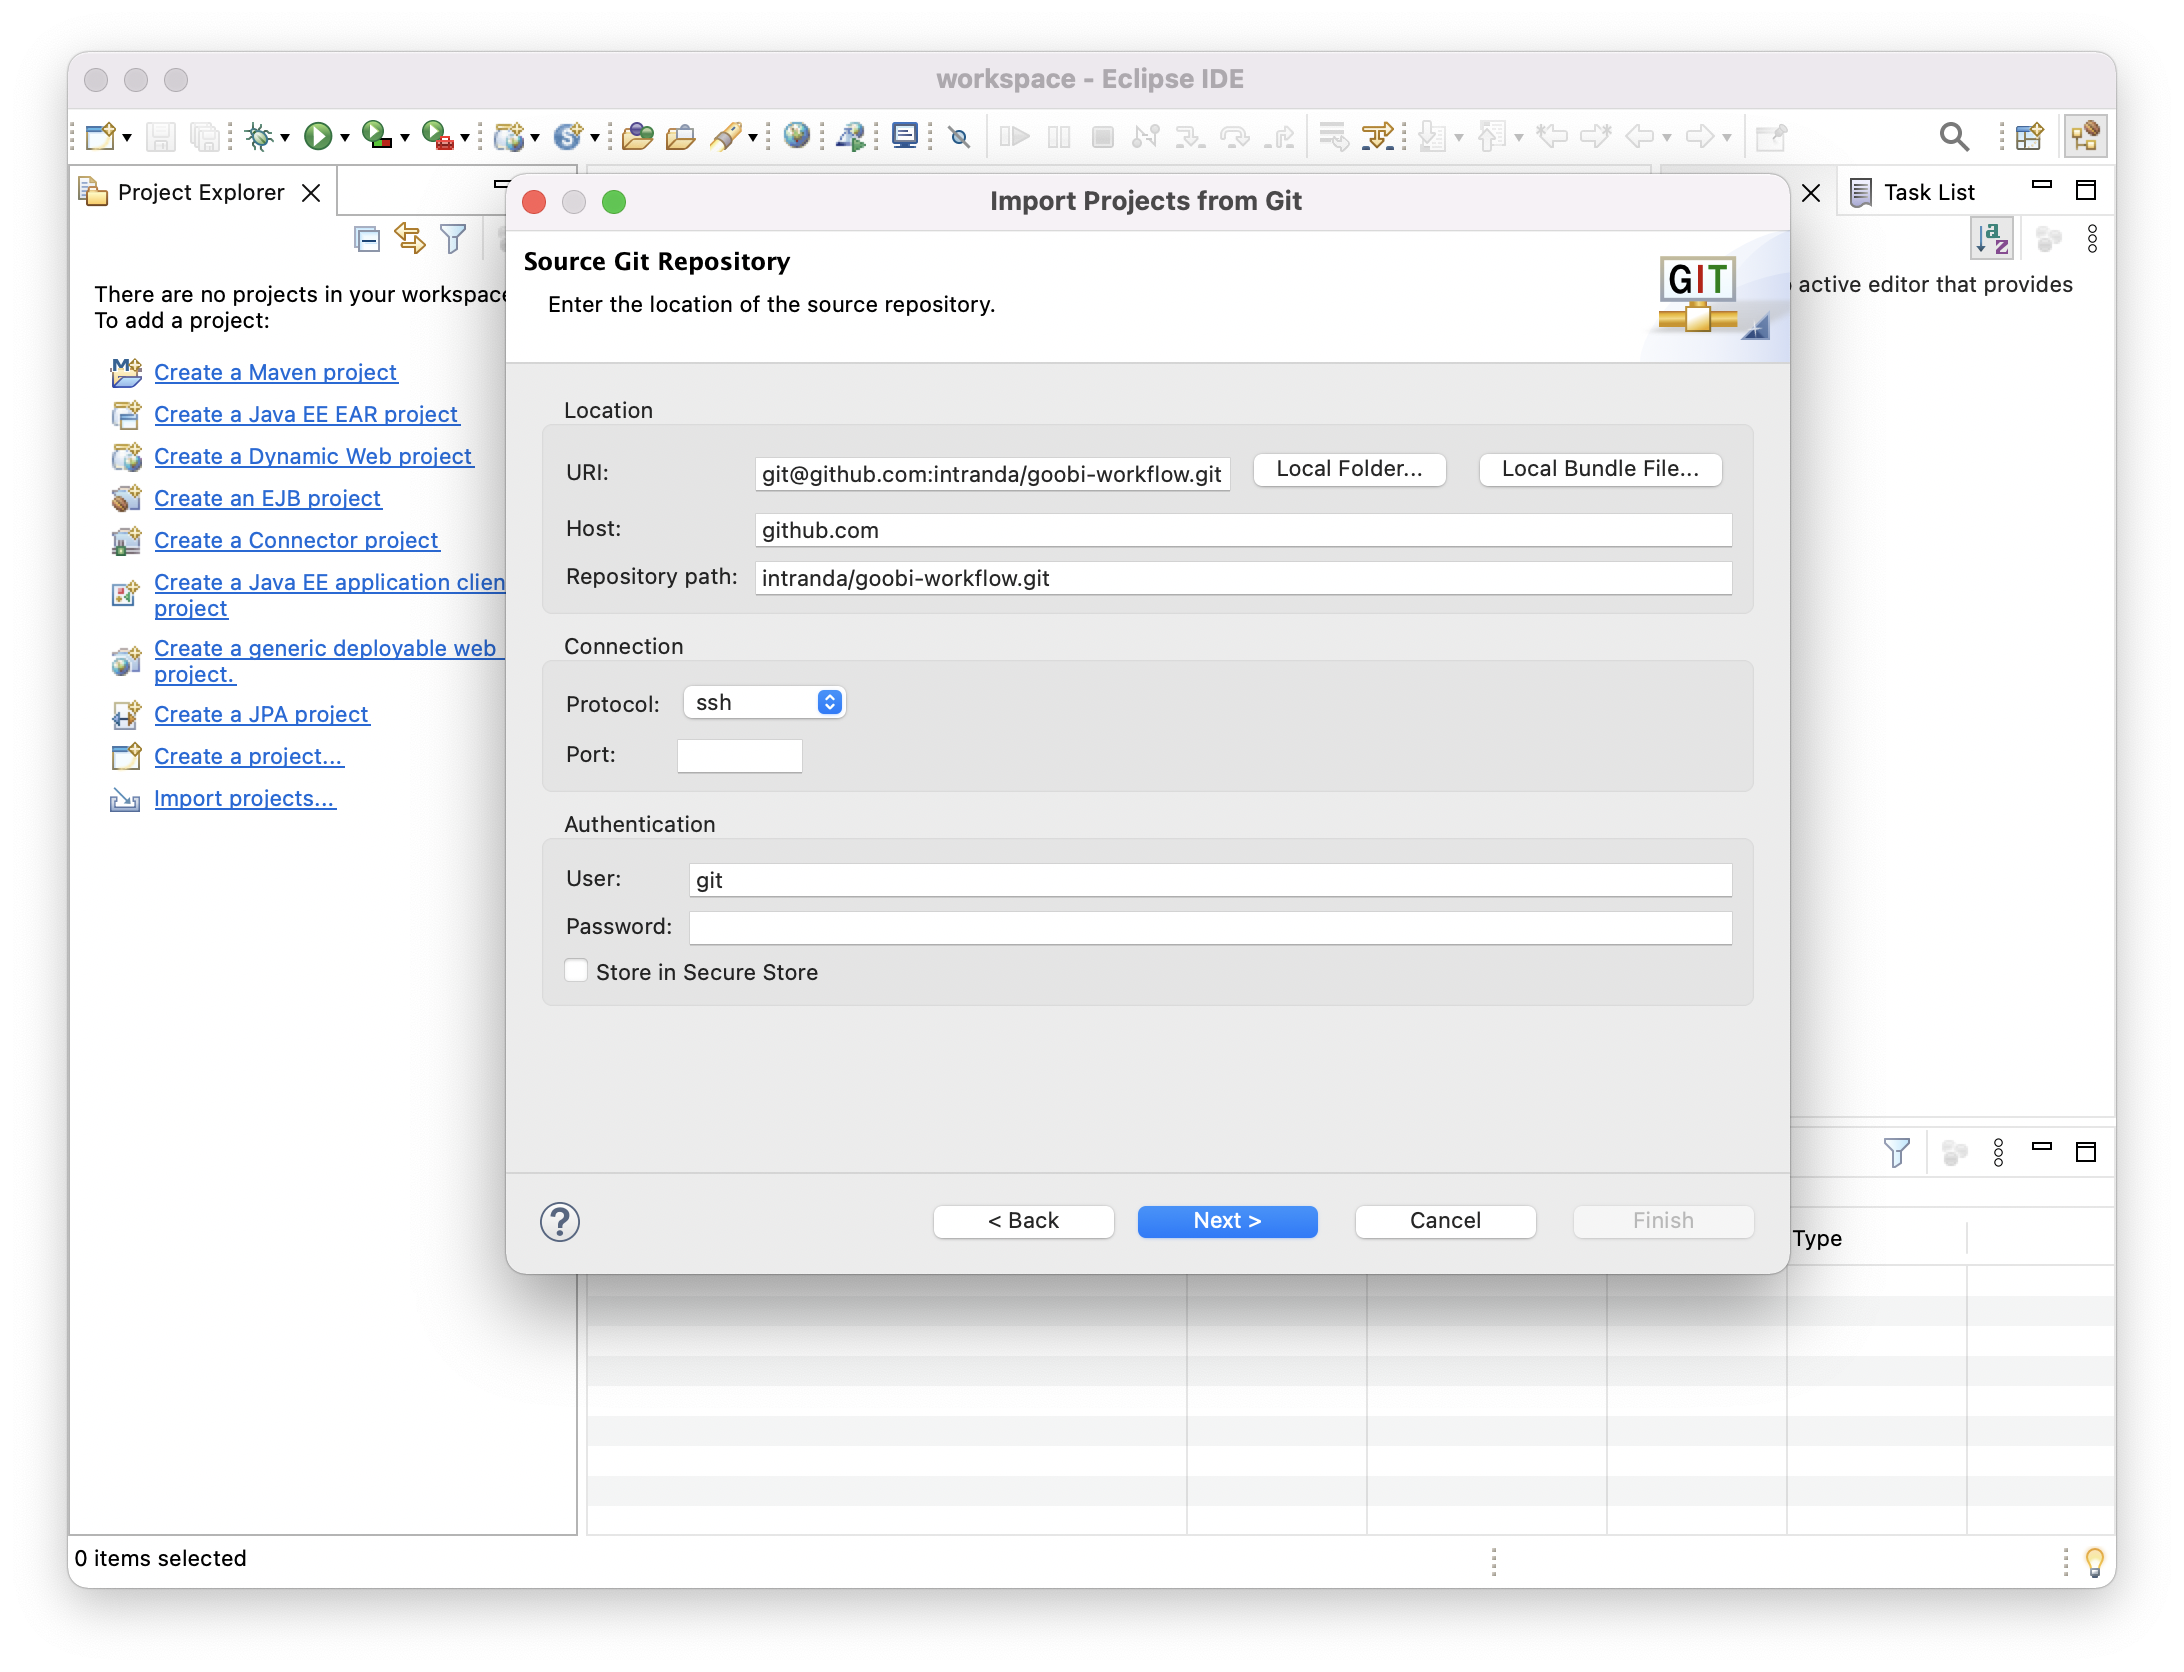 workspace - Eclipse IDE
Project Explorer
Task List
There are no projects in your workspace
To add a project:
Create a Maven project
Create a Java EE EAR project
Create a Dynamic Web project
Create an EJB project
Create a Connector project
Create a Java EE application clien
project
Create a generic deployable web
project.
Create a JPA project
Create a project...
Import projects...
active editor that provides
Import Projects from Git
Source Git Repository
Enter the location of the source repository.
GIT
Location
URI: git@github.com:intranda/goobi-workflow.git Local Folder... Local Bundle File...
Host: github.com
Repository path: intranda/goobi-workflow.git
Connection
Protocol: ssh
Port:
Authentication
User: git
Password:
Store in Secure Store
? < Back Next > Cancel Finish
Type
0 items selected